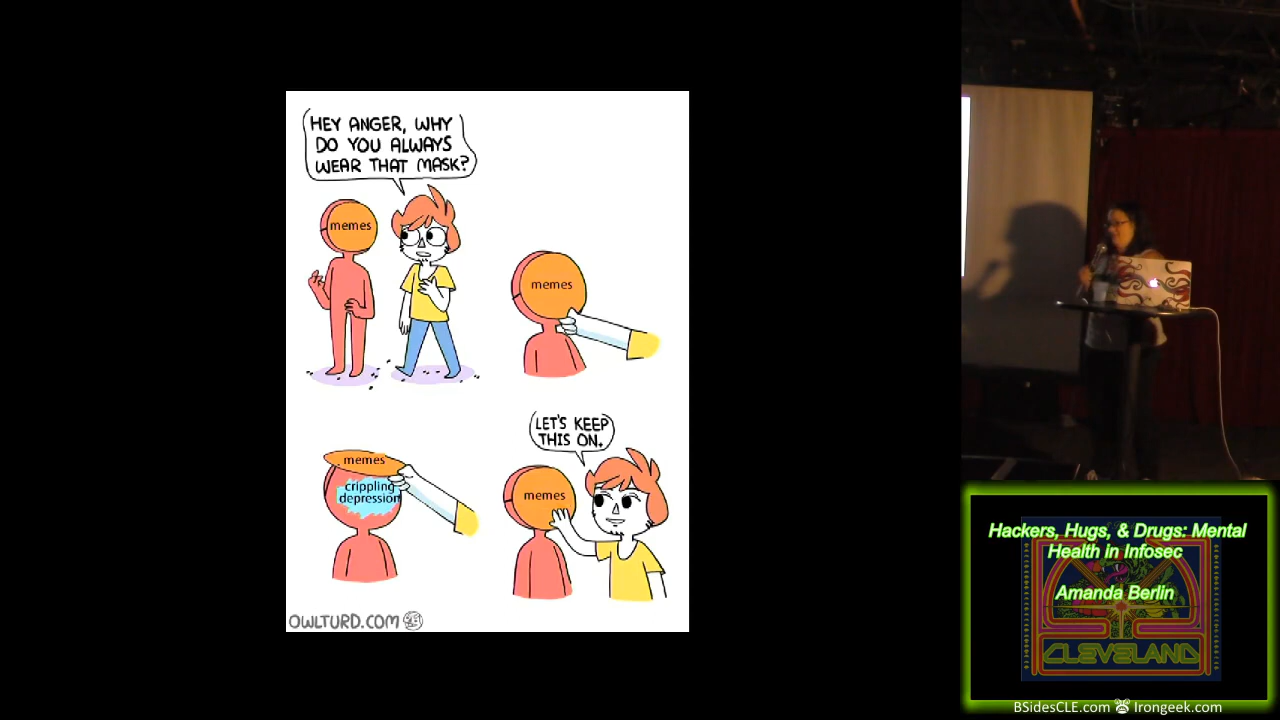 HEY ANGER, WHY
DO YOU ALWAYS
WEAR THAT MASK?
memes
memes
memes
crippling
depression
LET'S KEEP
THIS ON.
memes
OWLTURD.COM
Hackers, Hugs, & Drugs: Mental
Health in Infosec
Amanda Berlin
CLEVELAND
BSidesCLE.com Irongeek.com